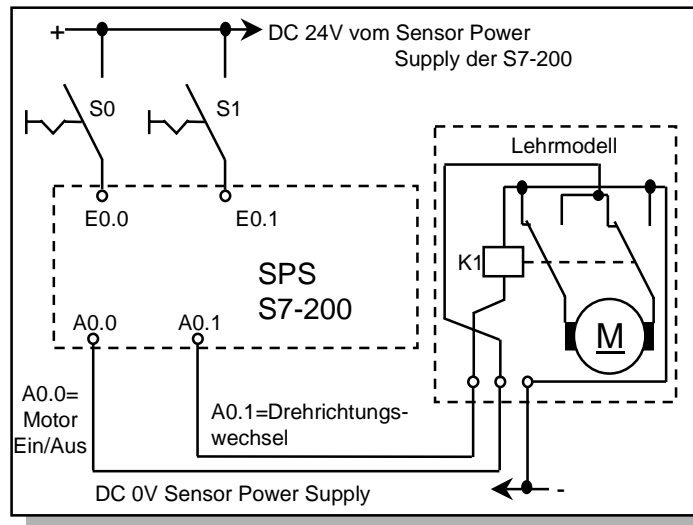 +
DC 24V vom Sensor Power
Supply der S7-200
S0
S1
Lehrmodell
E0.0
E0.1
K1
SPS
S7-200
M
A0.0
A0.1
A0.0=
Motor
Ein/Aus
A0.1=Drehrichtungs-
wechsel
DC 0V Sensor Power Supply
-